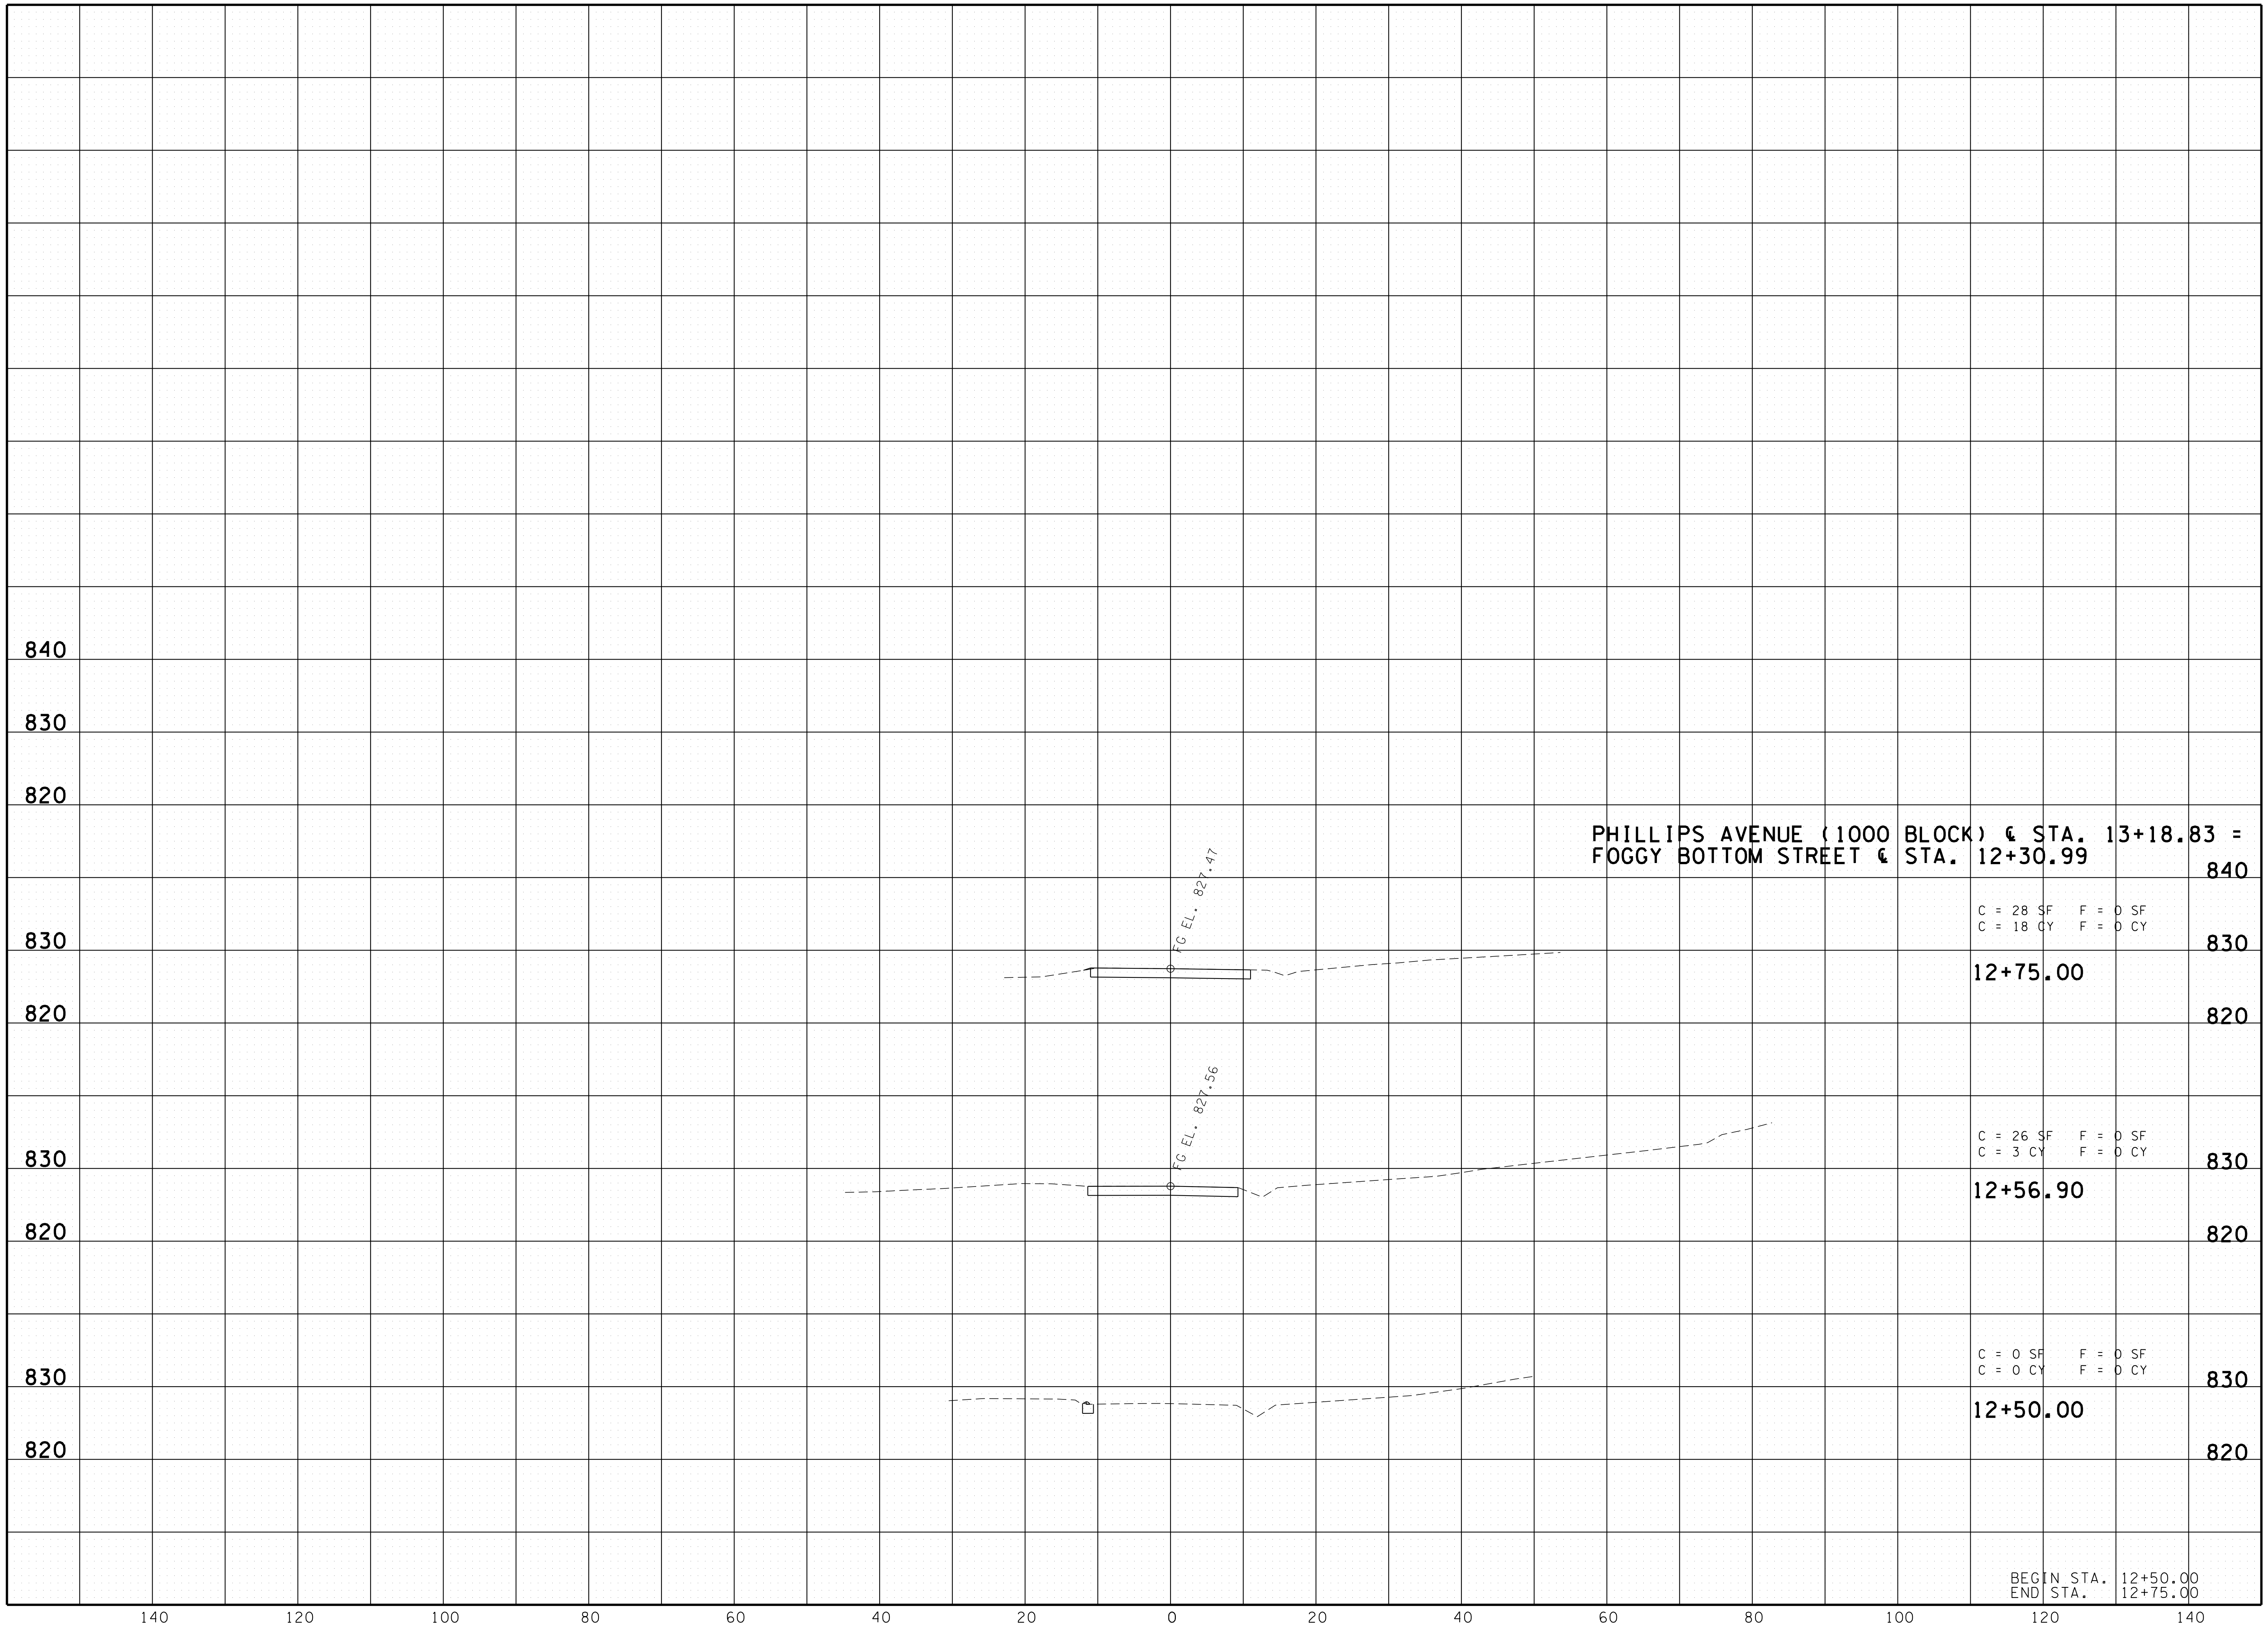 840
830
820
PHILLIPS AVENUE (1000 BLOCK) ℄ STA. 13+18.83 =
FOGGY BOTTOM STREET ℄ STA. 12+30.99
840
FG EL. 827.47
C = 28 SF F = 0 SF
C = 18 CY F = 0 CY
830 830
12+75.00
820 820
FG EL. 827.56
C = 26 SF F = 0 SF
C = 3 CY F = 0 CY
830 830
12+56.90
820 820
C = 0 SF F = 0 SF
C = 0 CY F = 0 CY
830 830
12+50.00
820 820
BEGIN STA. 12+50.00
END STA. 12+75.00
140 120 100 80 60 40 20 0 20 40 60 80 100 120 140